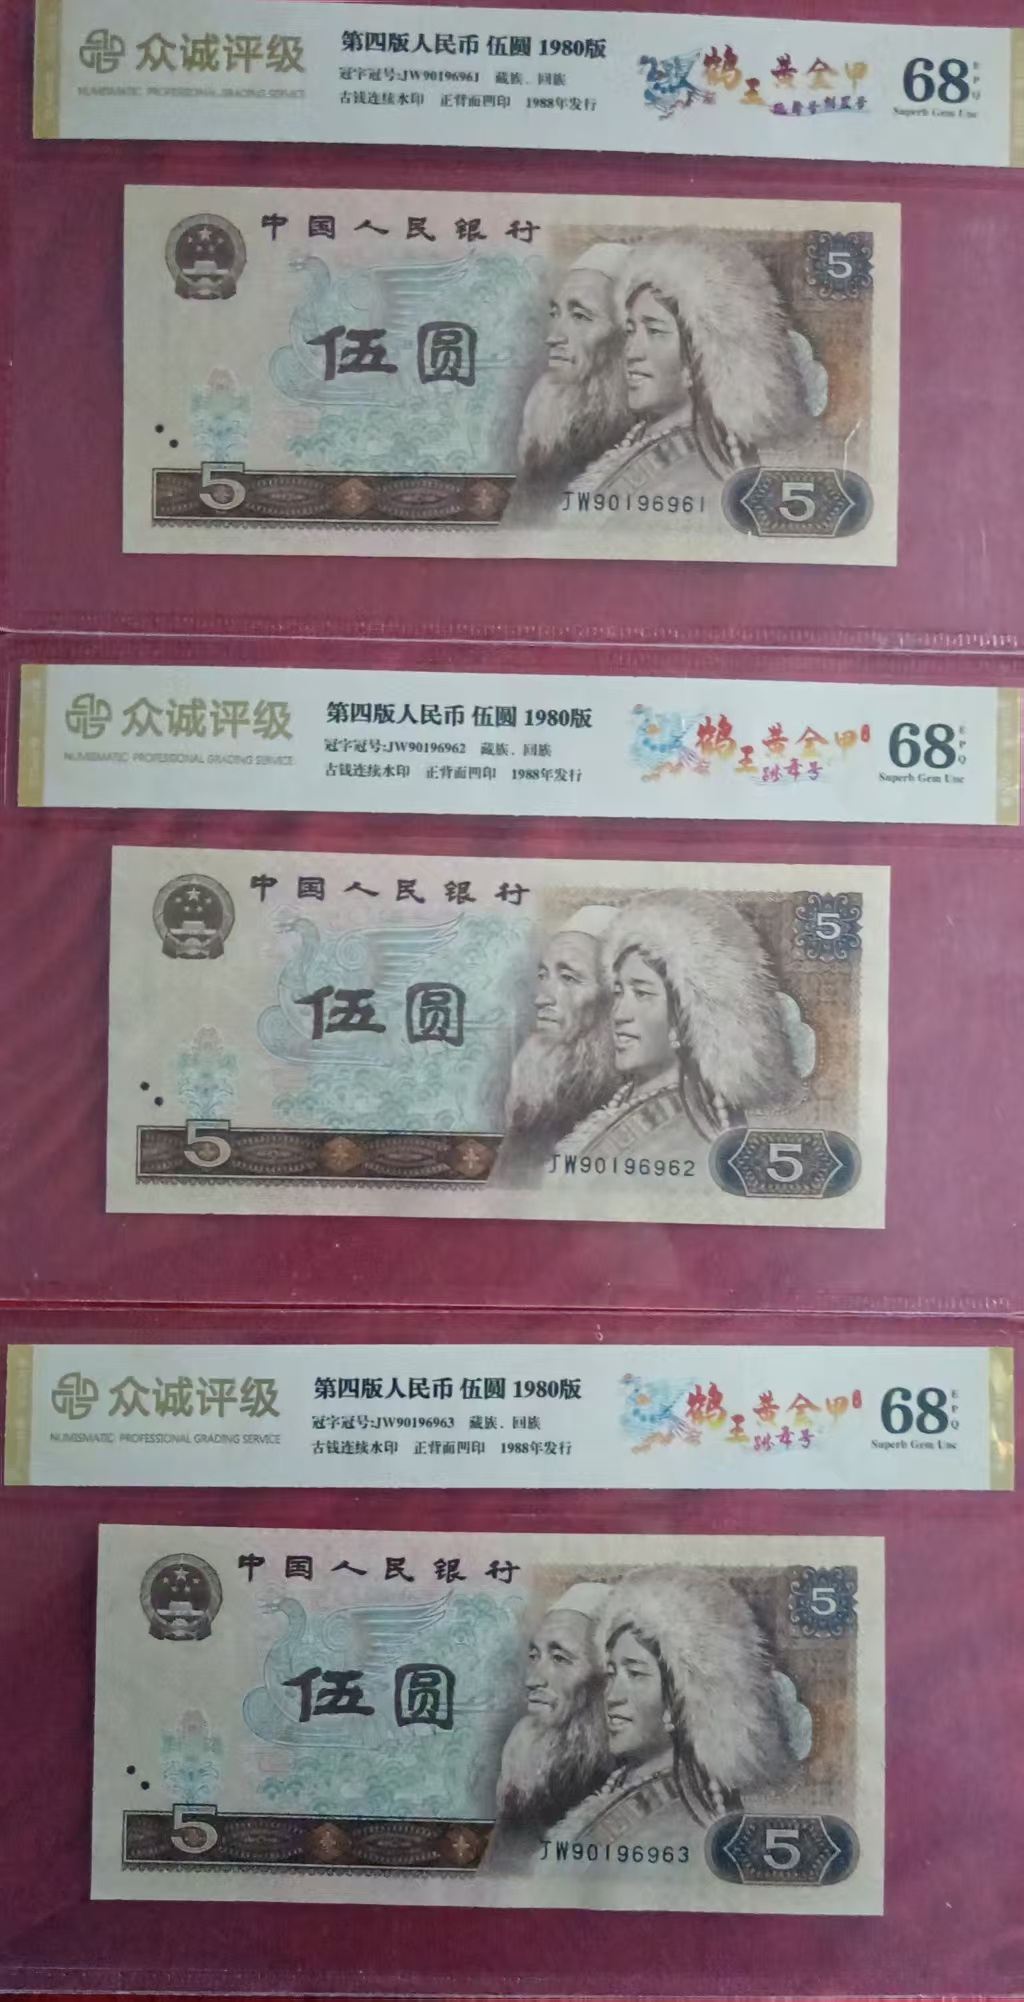 众诚评级
NUMISMATIC PROFESSIONAL GRADING SERVICE
第四版人民币 伍圆 1980版
冠字冠号:JW90196961 藏族、回族
古钱连续水印 正背面凹印 1988年发行
鹤王黄金甲
68
EPQ
Superb Gem Unc
中国人民银行
5
伍圆
5
JW90196961
5
众诚评级
NUMISMATIC PROFESSIONAL GRADING SERVICE
第四版人民币 伍圆 1980版
冠字冠号:JW90196962 藏族、回族
古钱连续水印 正背面凹印 1988年发行
鹤王黄金甲
68
EPQ
Superb Gem Unc
中国人民银行
5
伍圆
5
JW90196962
5
众诚评级
NUMISMATIC PROFESSIONAL GRADING SERVICE
第四版人民币 伍圆 1980版
冠字冠号:JW90196963 藏族、回族
古钱连续水印 正背面凹印 1988年发行
鹤王黄金甲
68
EPQ
Superb Gem Unc
中国人民银行
5
伍圆
5
JW90196963
5